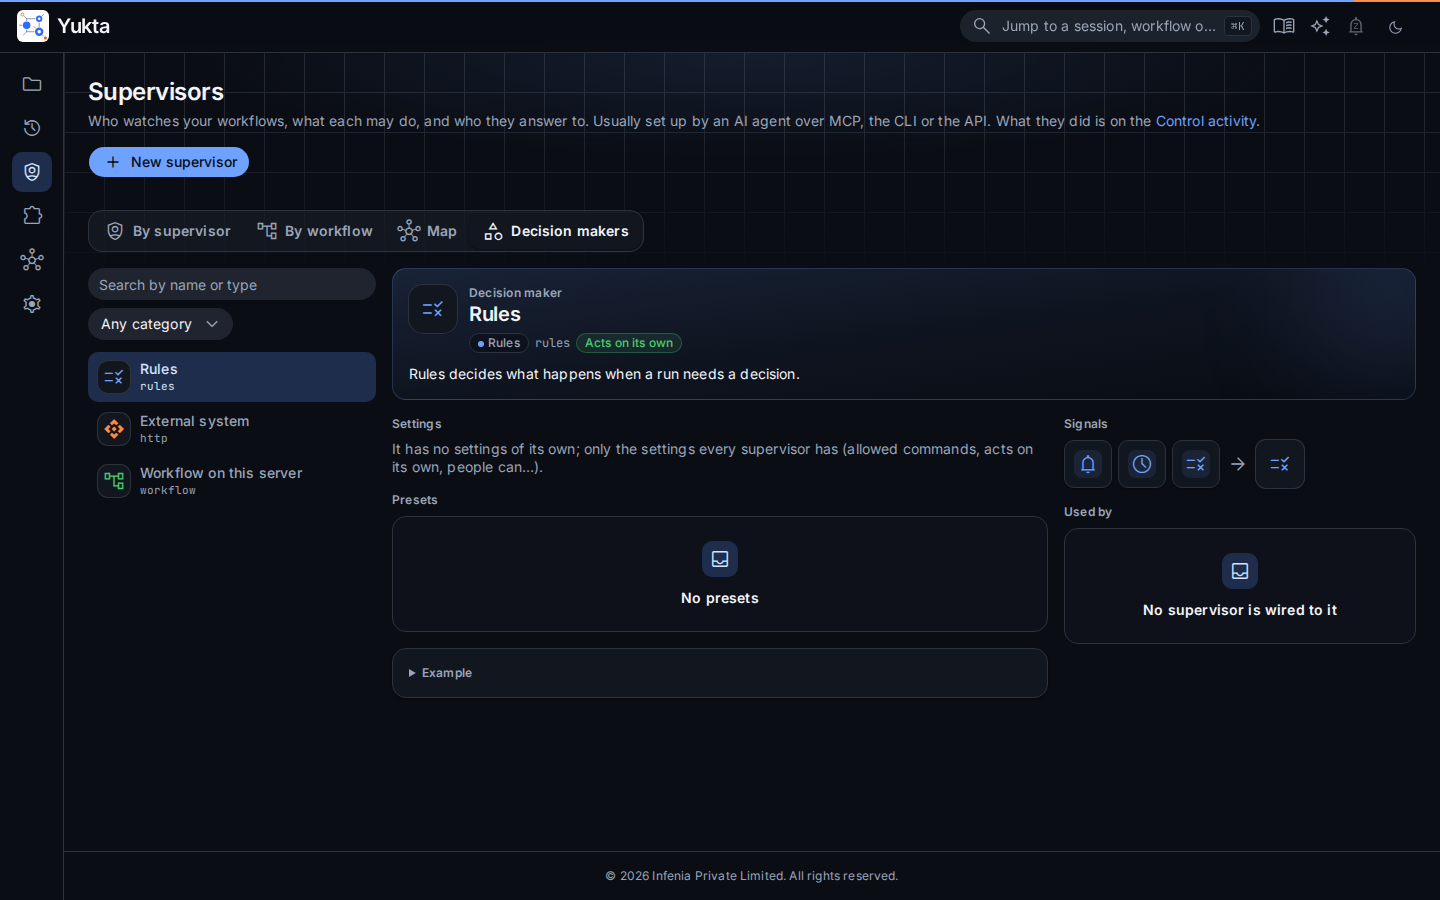 Yukta
Jump to a session, workflow o... ⌘K
Supervisors
Who watches your workflows, what each may do, and who they answer to. Usually set up by an AI agent over MCP, the CLI or the API. What they did is on the Control activity.
New supervisor
By supervisor
By workflow
Map
Decision makers
Search by name or type
Any category
Rules
rules
External system
http
Workflow on this server
workflow
Decision maker
Rules
Rules rules Acts on its own
Rules decides what happens when a run needs a decision.
Settings
It has no settings of its own; only the settings every supervisor has (allowed commands, acts on
its own, people can...).
Presets
No presets
Example
Signals
Used by
No supervisor is wired to it
© 2026 Infenia Private Limited. All rights reserved.